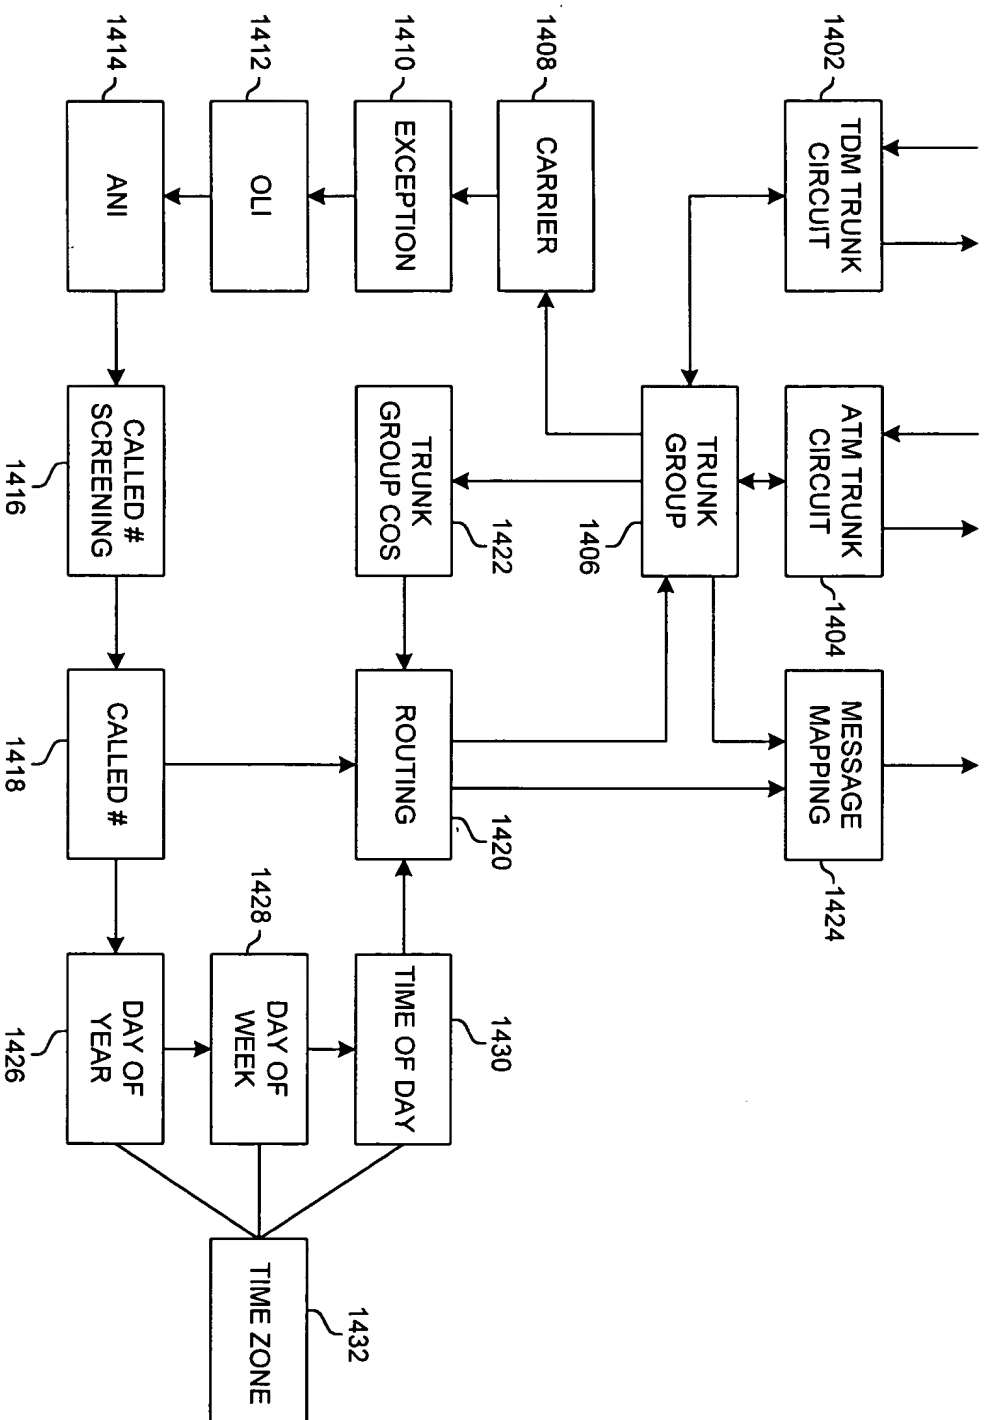 1402
TDM TRUNK
CIRCUIT
ATM TRUNK
CIRCUIT
1404
MESSAGE
MAPPING
1424
TRUNK
GROUP
1406
1408
CARRIER
1410
EXCEPTION
TRUNK
GROUP COS
1422
ROUTING
1420
TIME OF DAY
1430
1412
OLI
1428
DAY OF
WEEK
TIME ZONE
1432
1414
ANI
CALLED #
SCREENING
1416
CALLED #
1418
DAY OF
YEAR
1426